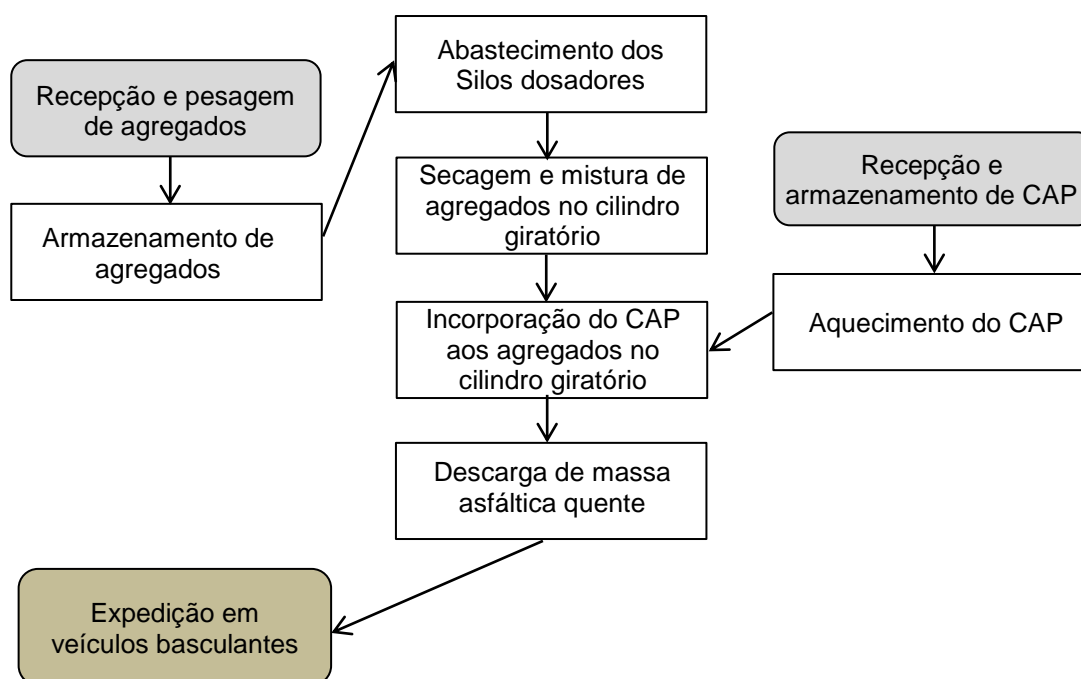 Recepção e pesagem
de agregados
Armazenamento de
agregados
Abastecimento dos
Silos dosadores
Secagem e mistura de
agregados no cilindro
giratório
Recepção e
armazenamento de CAP
Aquecimento do CAP
Incorporação do CAP
aos agregados no
cilindro giratório
Descarga de massa
asfáltica quente
Expedição em
veículos basculantes